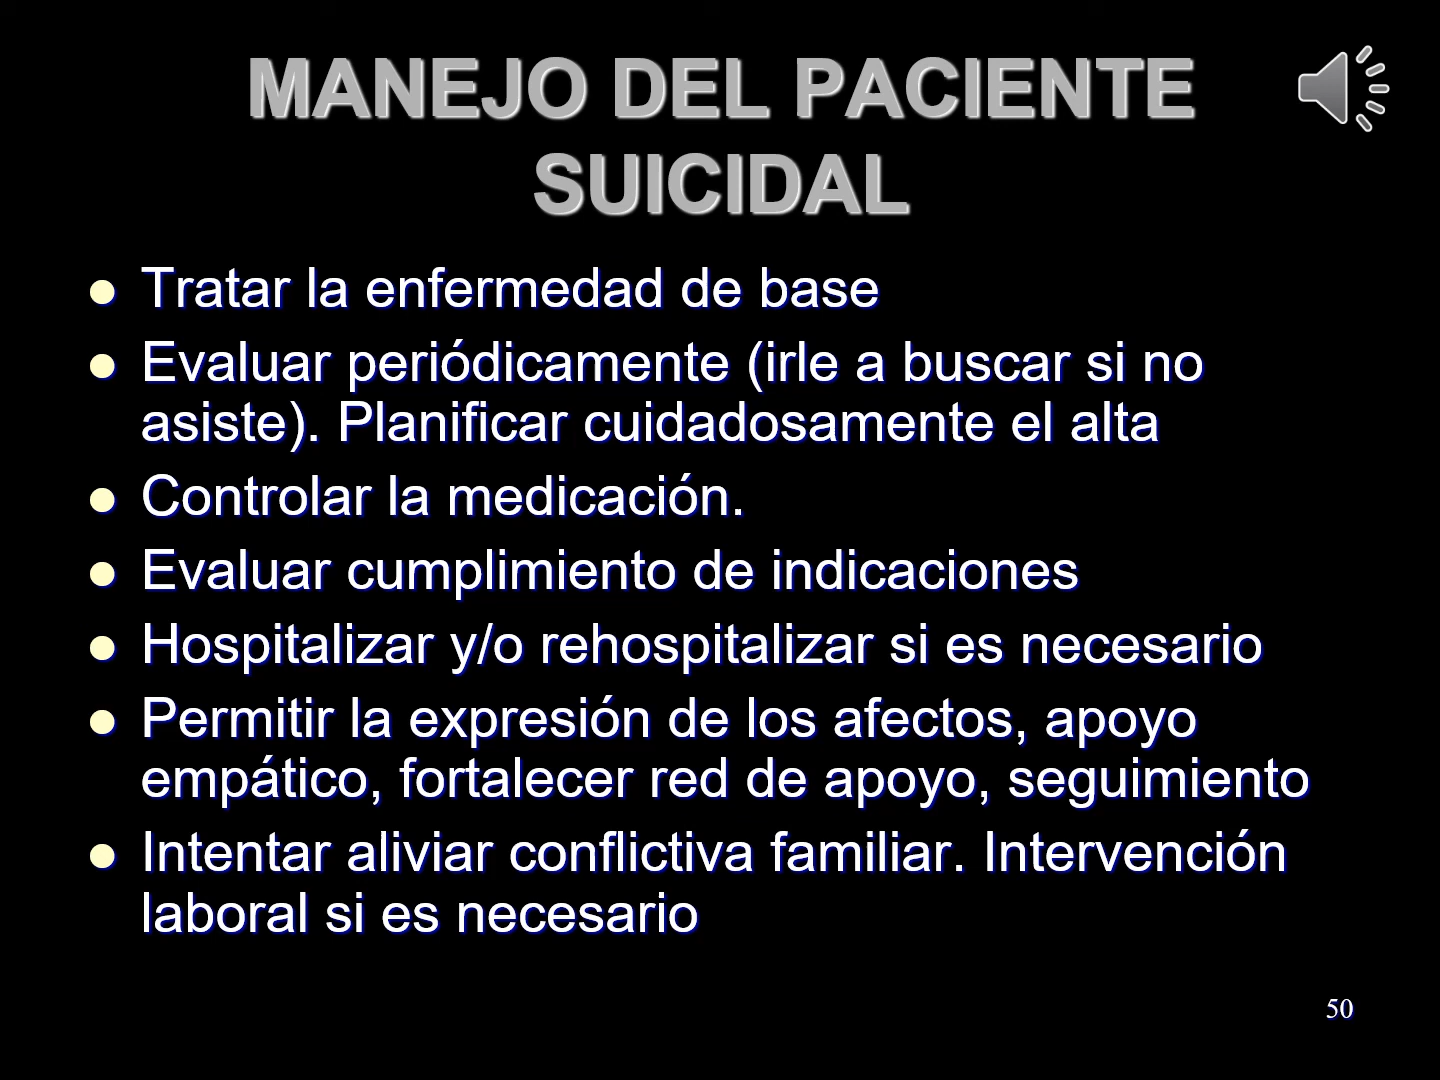 MANEJO DEL PACIENTE
SUICIDAL
● Tratar la enfermedad de base
● Evaluar periódicamente (irle a buscar si no
asiste). Planificar cuidadosamente el alta
● Controlar la medicación.
● Evaluar cumplimiento de indicaciones
● Hospitalizar y/o rehospitalizar si es necesario
● Permitir la expresión de los afectos, apoyo
empático, fortalecer red de apoyo, seguimiento
● Intentar aliviar conflictiva familiar. Intervención
laboral si es necesario
50